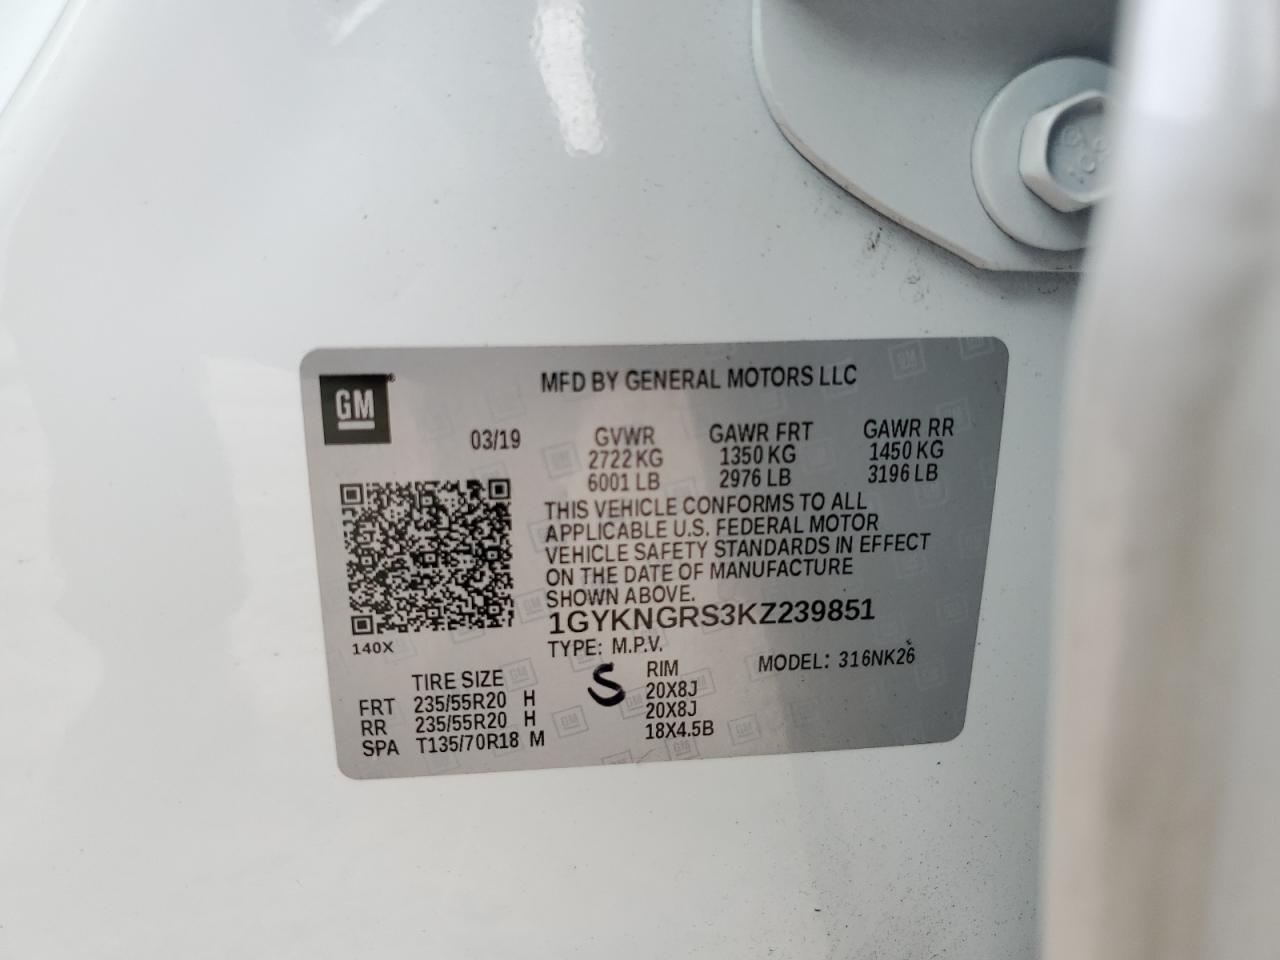 GM
MFD BY GENERAL MOTORS LLC
03/19
GVWR
2722 KG
6001 LB
GAWR FRT
1350 KG
2976 LB
GAWR RR
1450 KG
3196 LB
THIS VEHICLE CONFORMS TO ALL
APPLICABLE U.S. FEDERAL MOTOR
VEHICLE SAFETY STANDARDS IN EFFECT
ON THE DATE OF MANUFACTURE
SHOWN ABOVE.
1GYKNGRS3KZ239851
TYPE: M.P.V.
MODEL: 316NK26
140X
TIRE SIZE
FRT 235/55R20 H
RR 235/55R20 H
SPA T135/70R18 M
S
RIM
20X8J
20X8J
18X4.5B